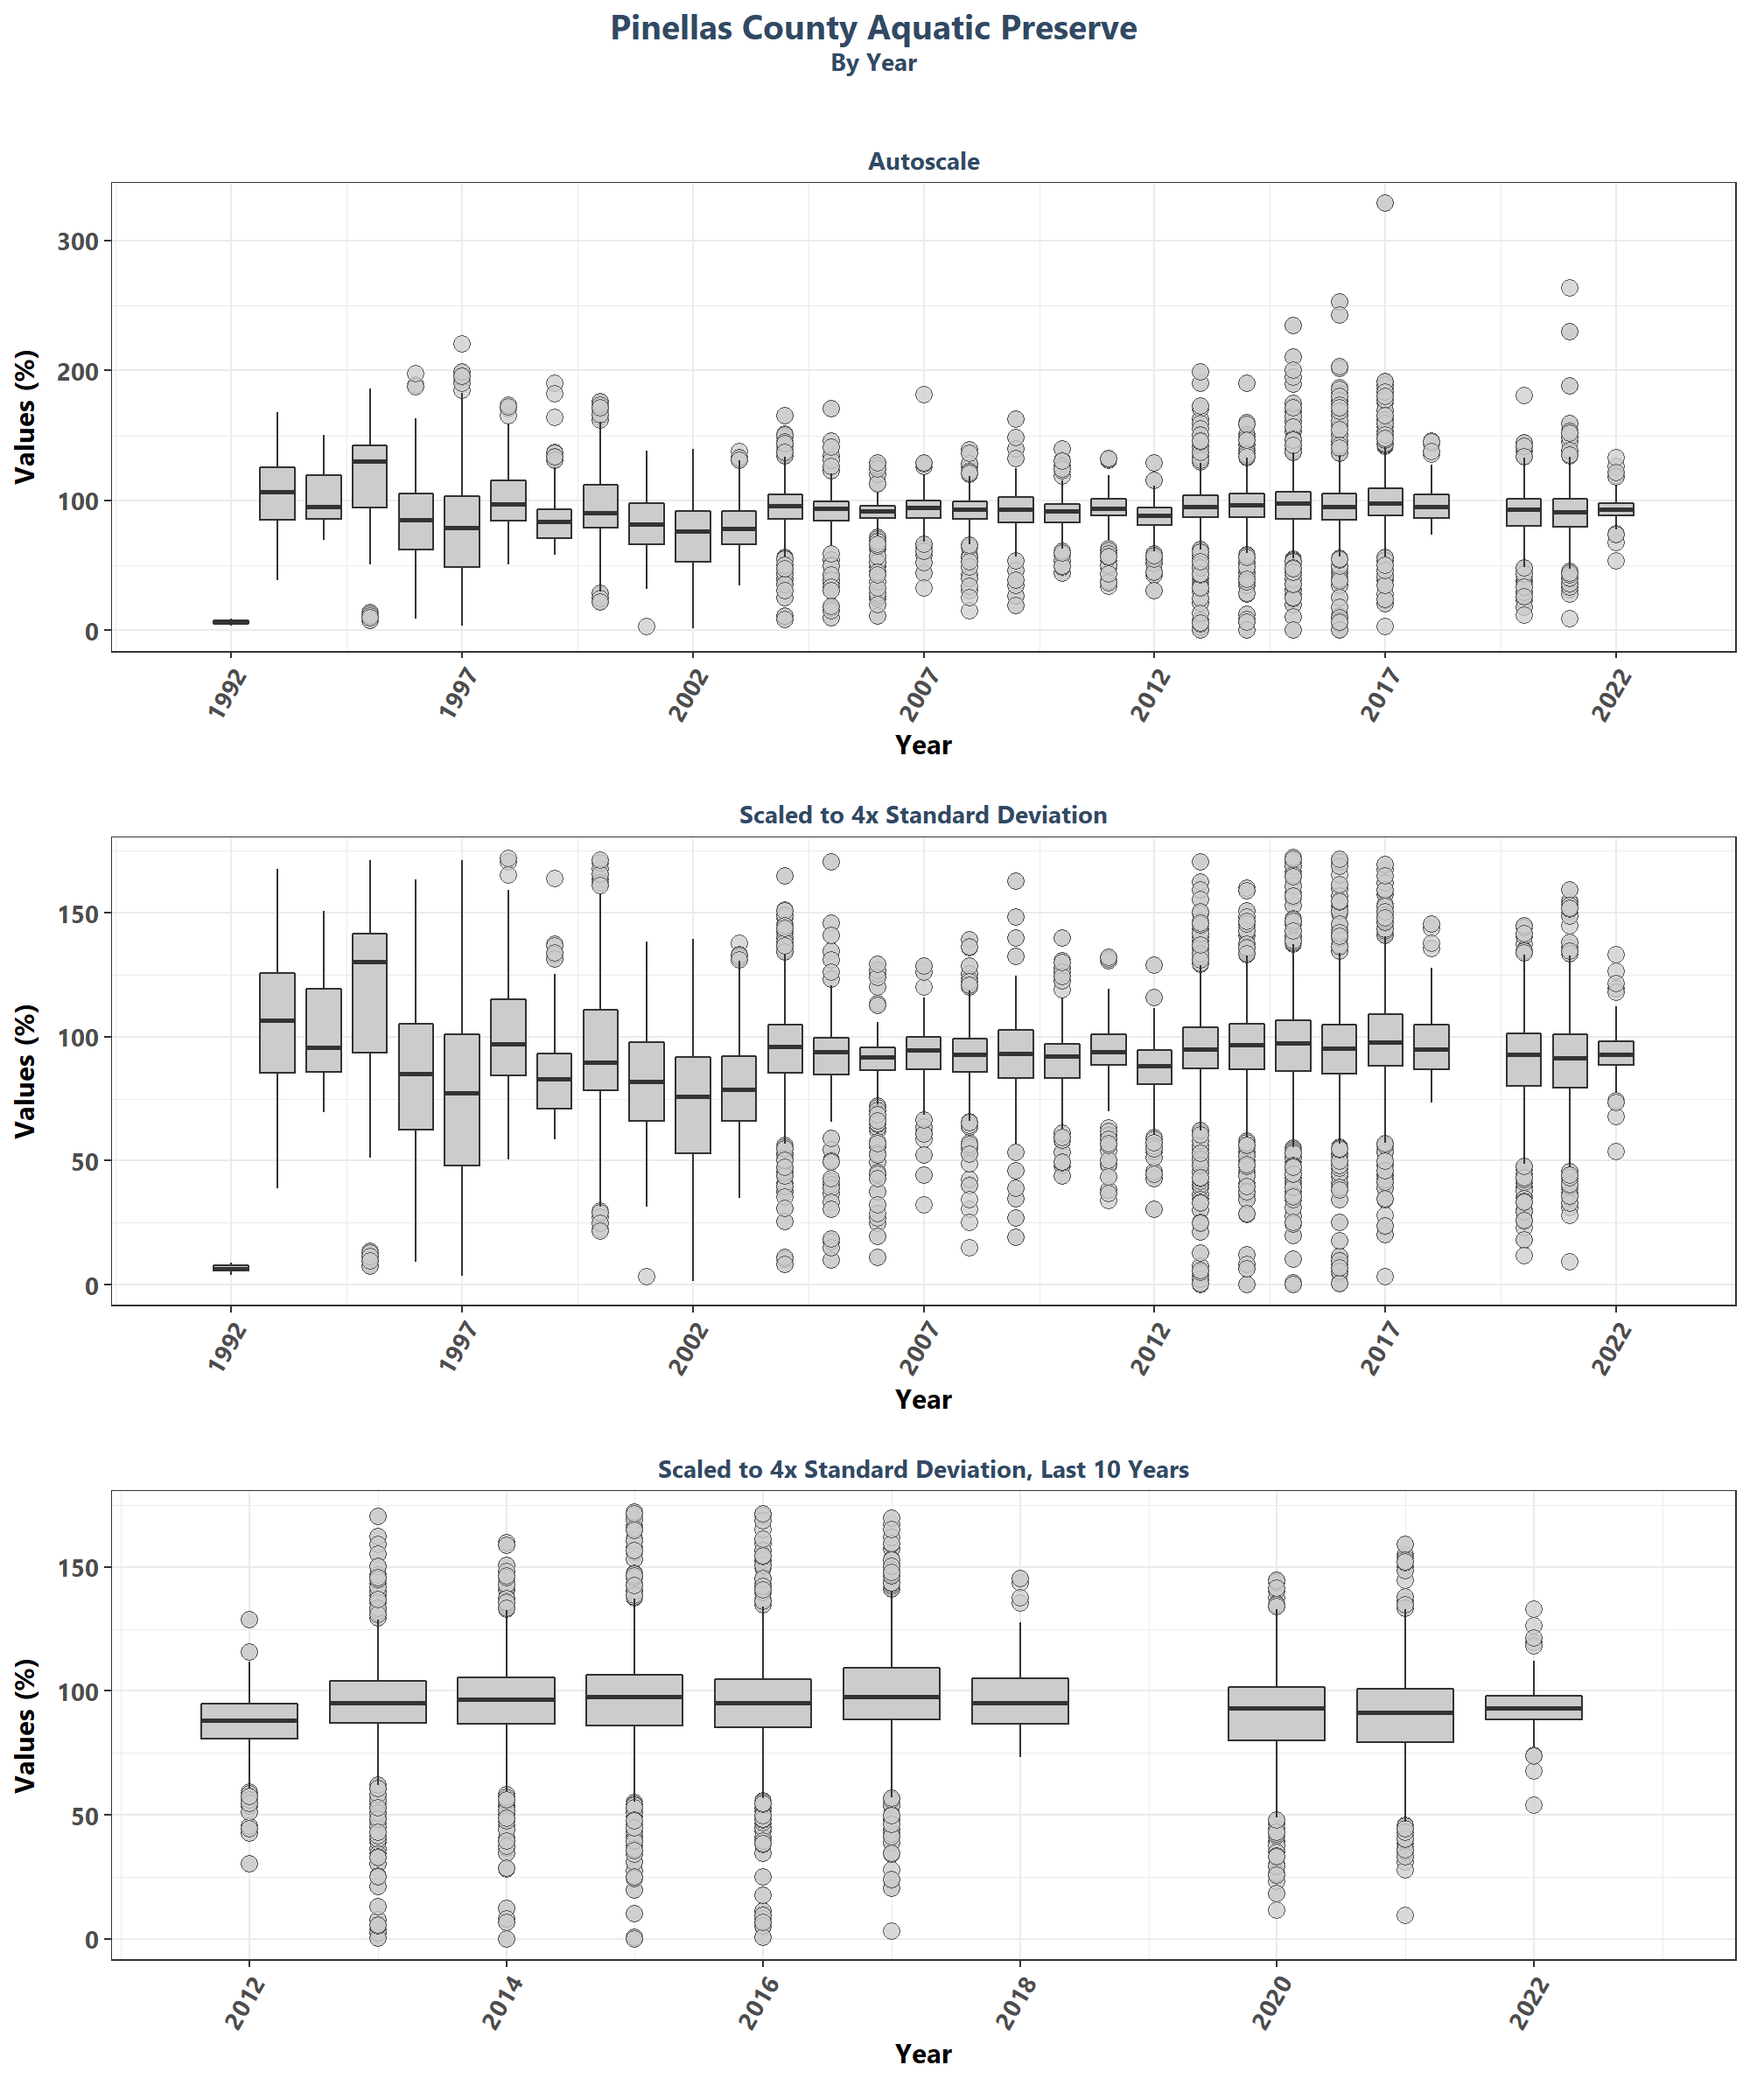 Pinellas County Aquatic Preserve
By Year
Autoscale
Values (%)
300
200
100
0
1992 1997 2002 2007 2012 2017 2022
Year
Scaled to 4x Standard Deviation
Values (%)
150
100
50
0
1992 1997 2002 2007 2012 2017 2022
Year
Scaled to 4x Standard Deviation, Last 10 Years
Values (%)
150
100
50
0
2012 2014 2016 2018 2020 2022
Year